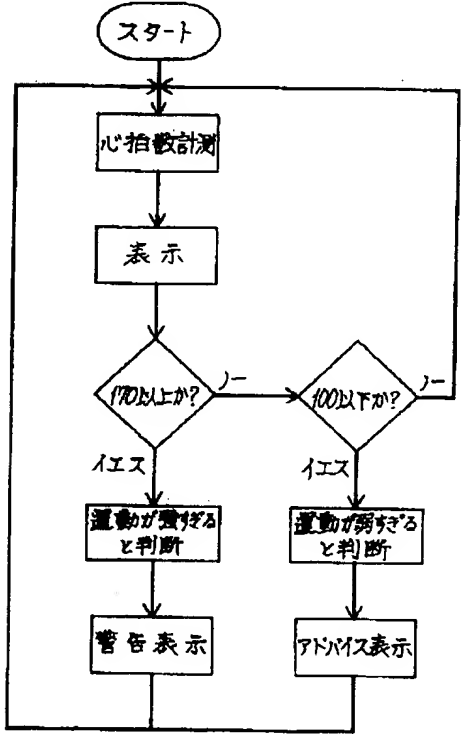 スタート
心拍数計測
表示
170以上か?
ノー
100以下か?
ノー
イエス
イエス
運動が強すぎる
と判断
運動が弱すぎる
と判断
警告表示
アドバイス表示